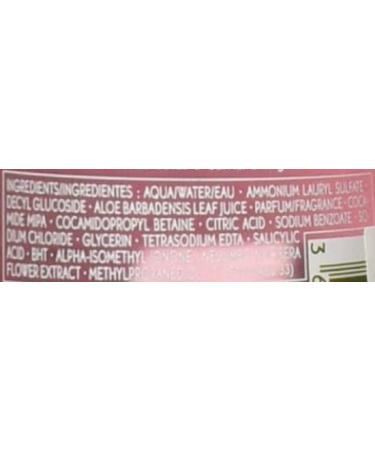 INGREDIENTS/INGREDIENTES : AQUA/WATER/EAU · AMMONIUM LAURYL SULFATE ·
DECYL GLUCOSIDE · ALOE BARBADENSIS LEAF JUICE · PARFUM/FRAGRANCE · COCA-
MIDE MIPA · COCAMIDOPROPYL BETAINE · CITRIC ACID · SODIUM BENZOATE · SO-
DIUM CHLORIDE · GLYCERIN · TETRASODIUM EDTA · SALICYLIC
ACID · BHT · ALPHA-ISOMETHYL IONONE ·
FLOWER EXTRACT ·
3